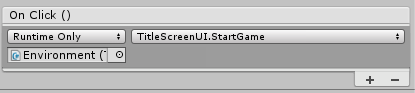 On Click ()
Runtime Only TitleScreenUI.StartGame
Environment (